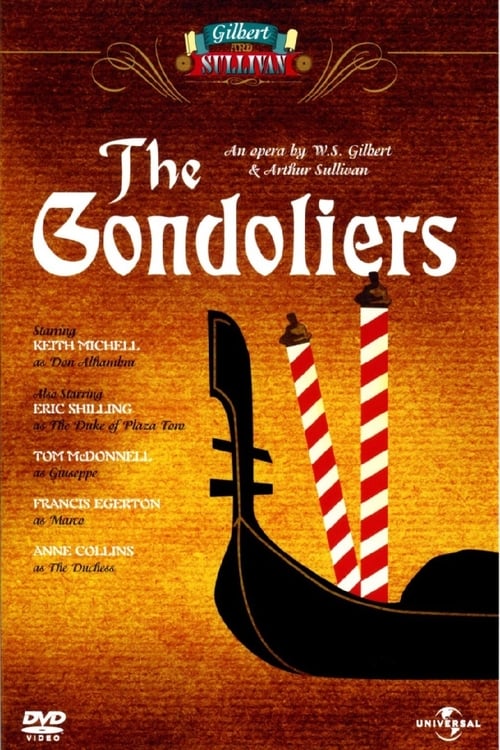 Gilbert
AND
SULLIVAN
An opera by W.S. Gilbert
& Arthur Sullivan
The
Gondoliers
Starring
KEITH MICHELL
as Don Alhambra
Also Starring
ERIC SHILLING
as The Duke of Plaza Toro
TOM McDONNELL
as Giuseppe
FRANCIS EGERTON
as Marco
ANNE COLLINS
as The Duchess
DVD
VIDEO
UNIVERSAL